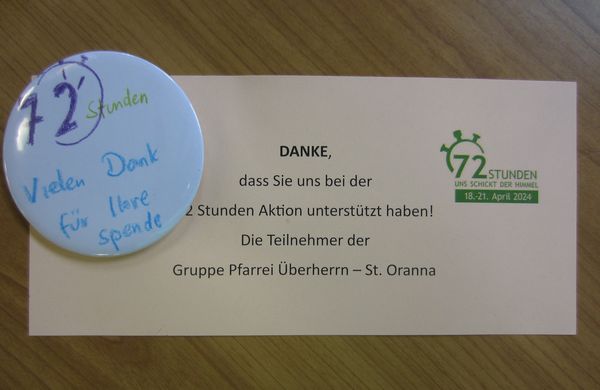 72 Stunden
Vielen Dank
für Ihre
spende
DANKE,
dass Sie uns bei der
2 Stunden Aktion unterstützt haben!
Die Teilnehmer der
Gruppe Pfarrei Überherrn – St. Oranna
72 STUNDEN
UNS SCHICKT DER HIMMEL
18.-21. April 2024